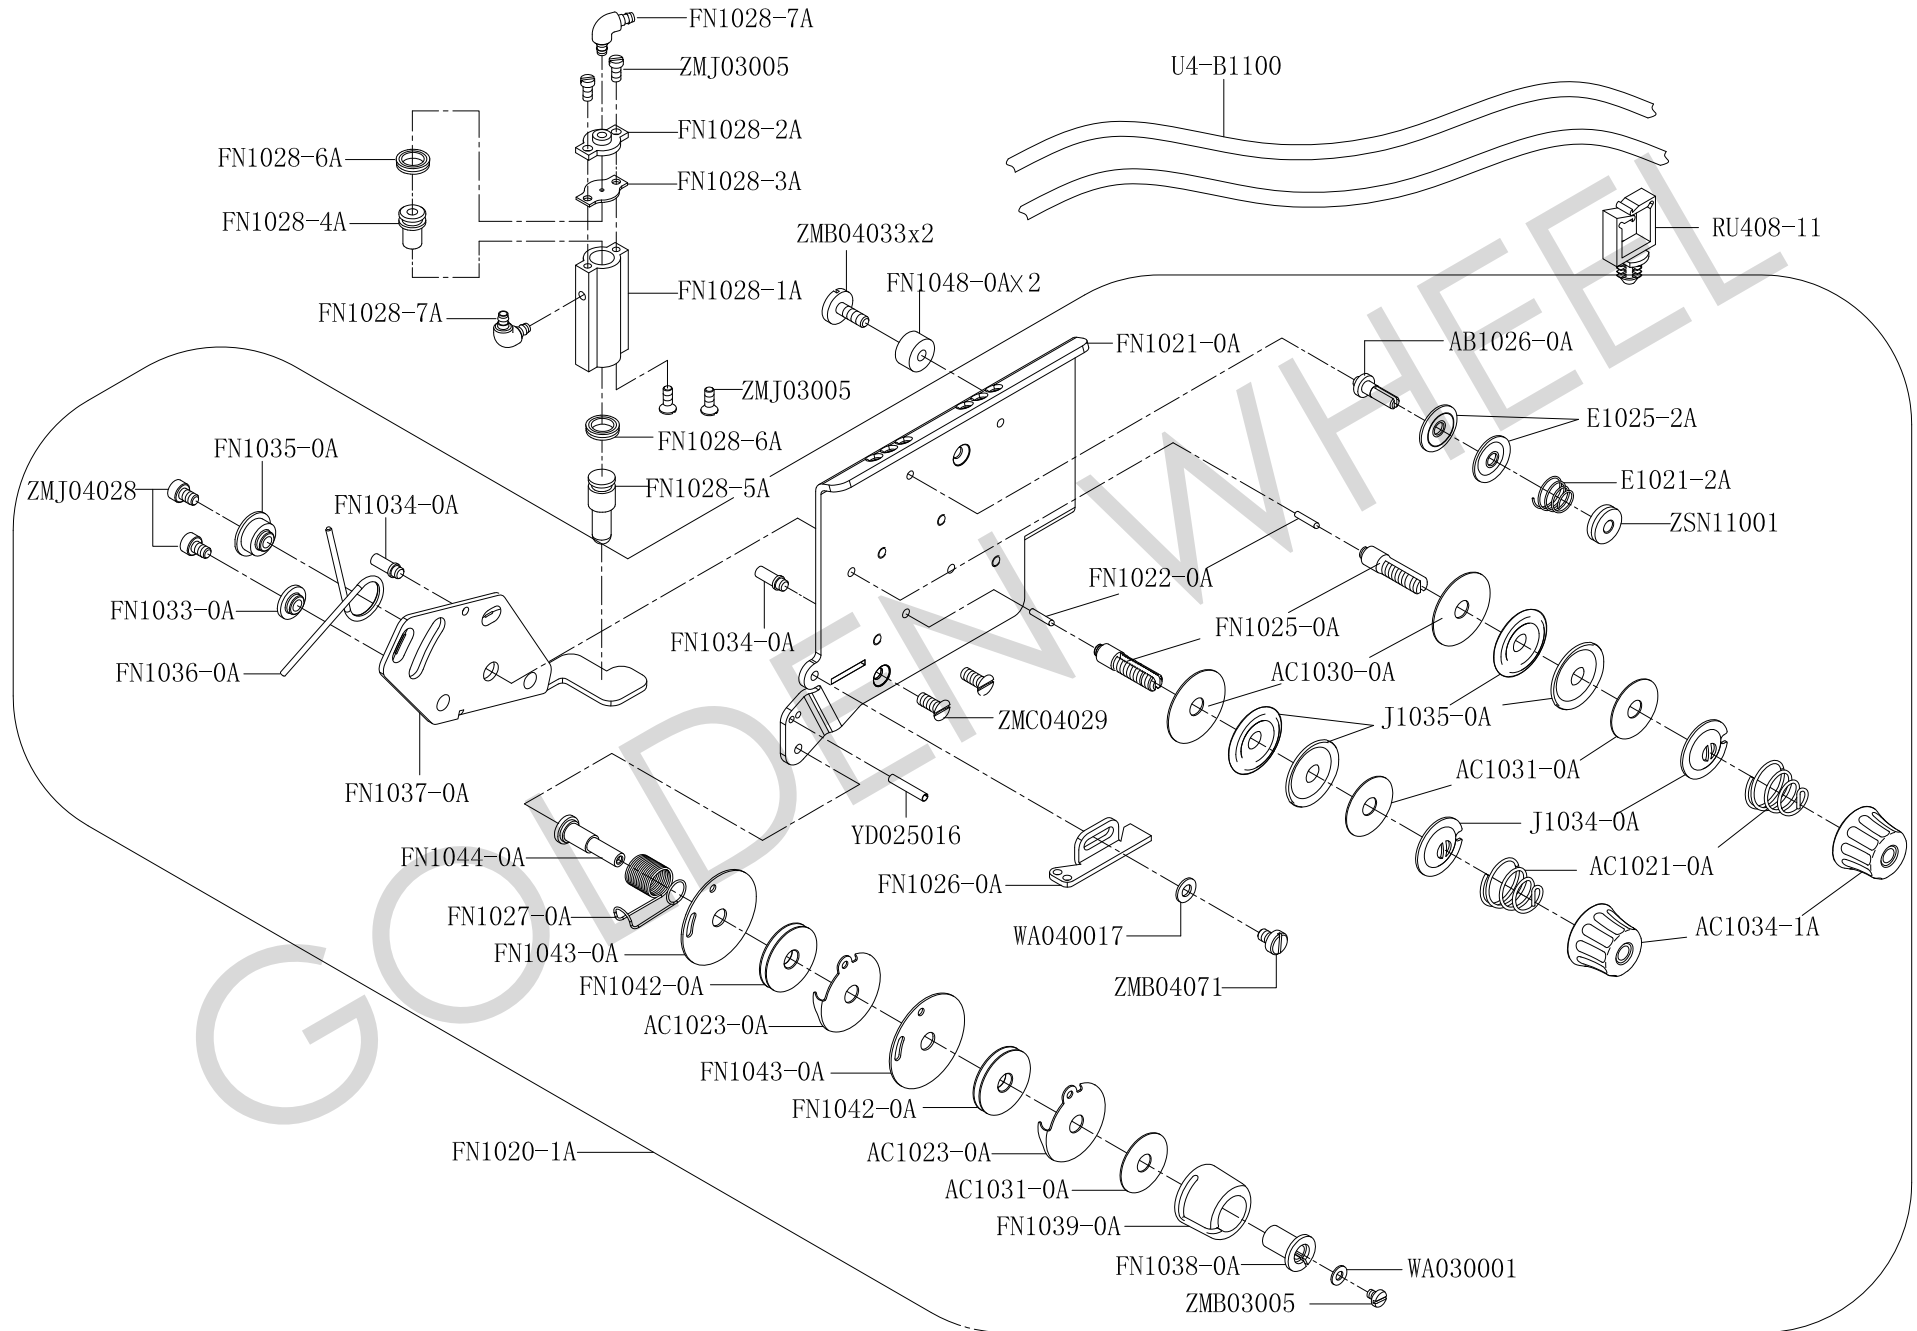 FN1028-7A
ZMJ03005
U4-B1100
FN1028-2A
FN1028-6A
FN1028-3A
FN1028-4A
ZMB04033x2
RU408-11
FN1048-0A×2
FN1028-1A
FN1028-7A
FN1021-0A
AB1026-0A
ZMJ03005
E1025-2A
FN1028-6A
FN1035-0A
E1021-2A
ZMJ04028
FN1028-5A
FN1034-0A
ZSN11001
FN1022-0A
FN1033-0A
FN1025-0A
FN1034-0A
FN1036-0A
AC1030-0A
ZMC04029
J1035-0A
AC1031-0A
FN1037-0A
J1034-0A
YD025016
FN1044-0A
AC1021-0A
FN1026-0A
FN1027-0A
AC1034-1A
WA040017
FN1043-0A
FN1042-0A
ZMB04071
AC1023-0A
FN1043-0A
FN1042-0A
FN1020-1A
AC1023-0A
AC1031-0A
FN1039-0A
FN1038-0A
WA030001
ZMB03005
GOLDEN WHEEL